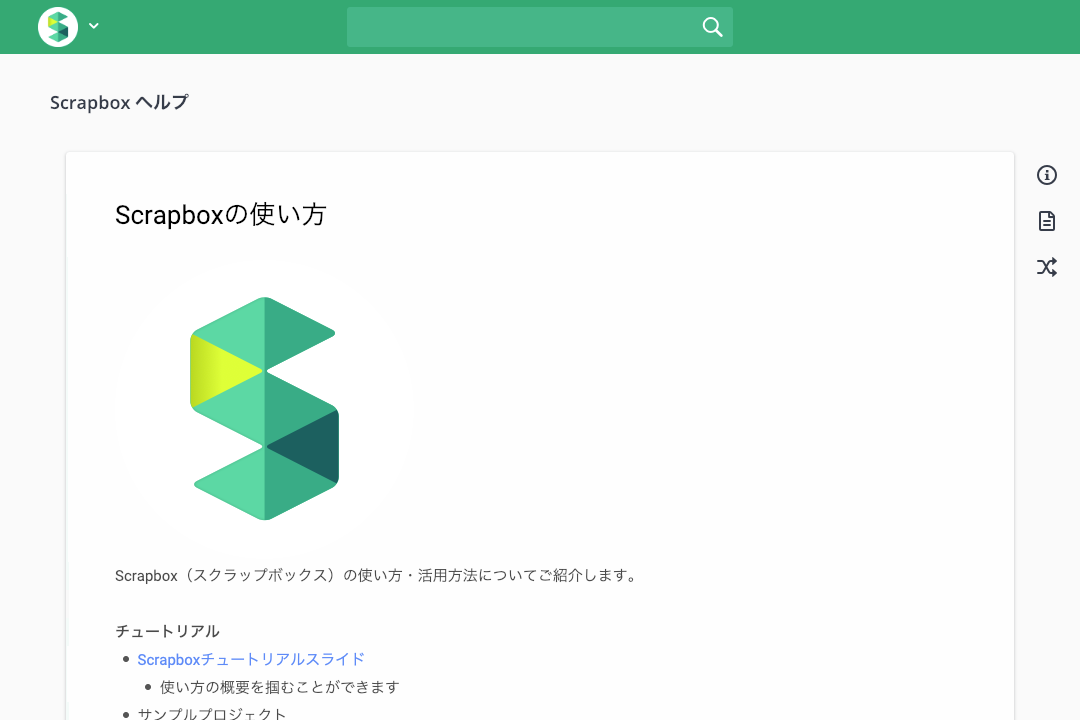 Scrapbox ヘルプ
Scrapboxの使い方
Scrapbox（スクラップボックス）の使い方・活用方法についてご紹介します。
チュートリアル
Scrapboxチュートリアルスライド
使い方の概要を掴むことができます
サンプルプロジェクト